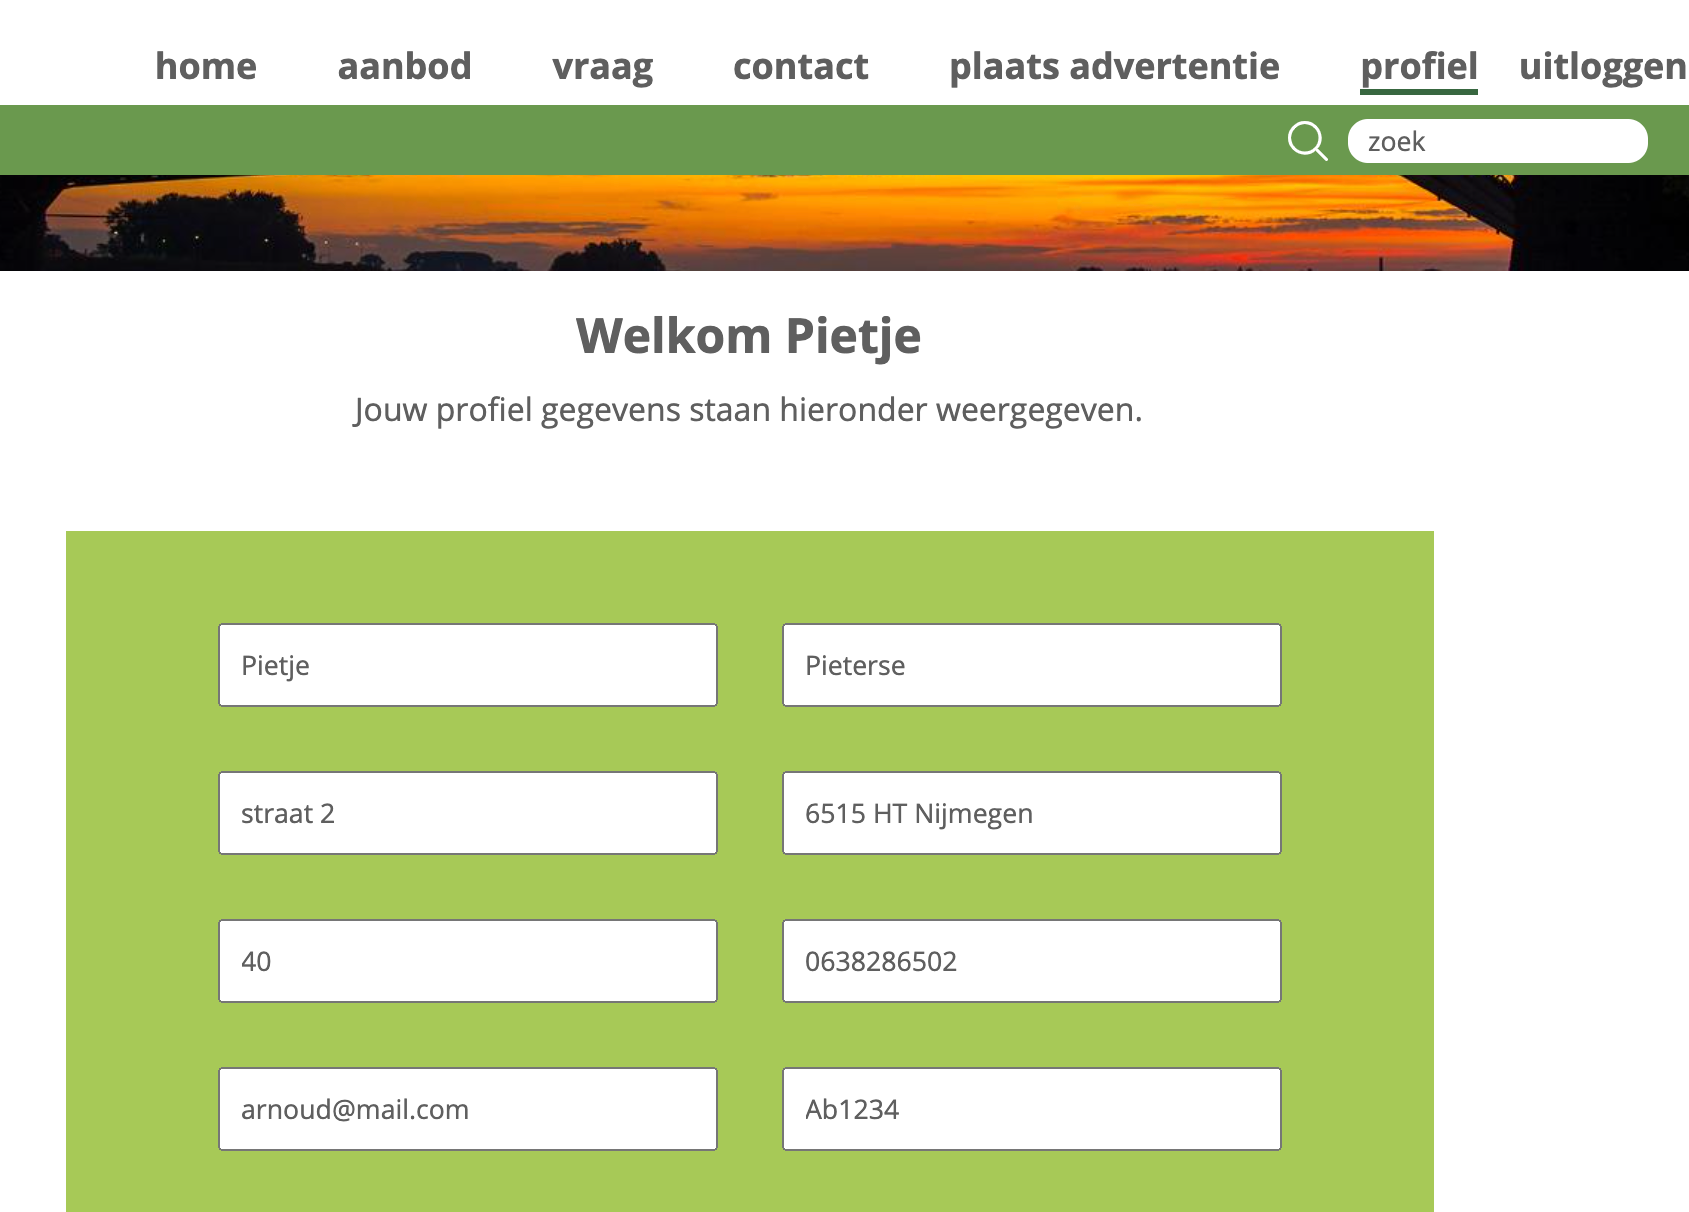 home aanbod vraag contact plaats advertentie profiel uitloggen
zoek
Welkom Pietje
Jouw profiel gegevens staan hieronder weergegeven.
Pietje Pieterse
straat 2 6515 HT Nijmegen
40 0638286502
arnoud@mail.com Ab1234